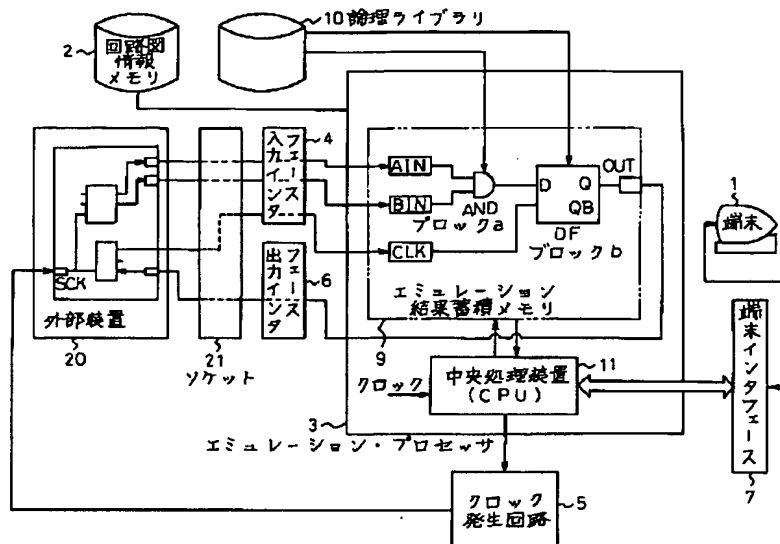 10 論理ライブラリ
2
回路図
情報
メモリ
4
入力インタ
フェース
AIN
BIN
AND
ブロックa
CLK
D Q
QB
DF
ブロックb
OUT
1
端末
SCK
外部装置
20
21
ソケット
6
出力インタ
フェース
エミュレーション
結果蓄積メモリ
9
クロック
中央処理装置
(CPU)
11
3
エミュレーション・プロセッサ
端末インタフェース
7
クロック
発生回路
5